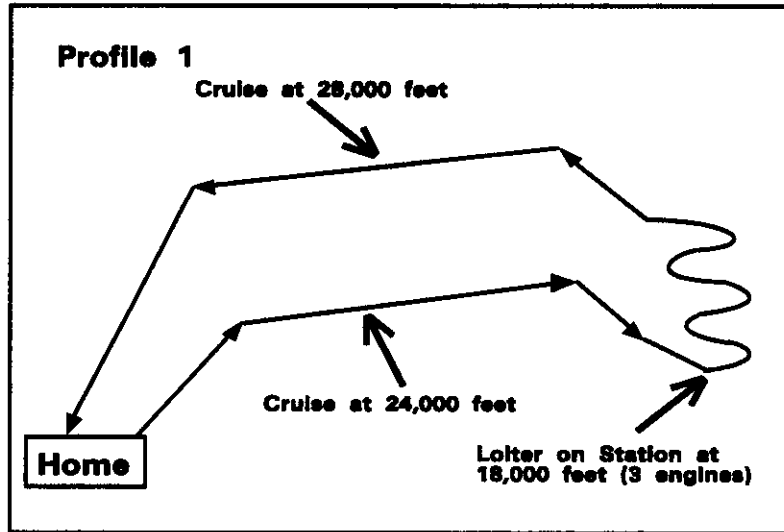 Profile 1
Cruise at 28,000 feet
Cruise at 24,000 feet
Home
Loiter on Station at
18,000 feet (3 engines)